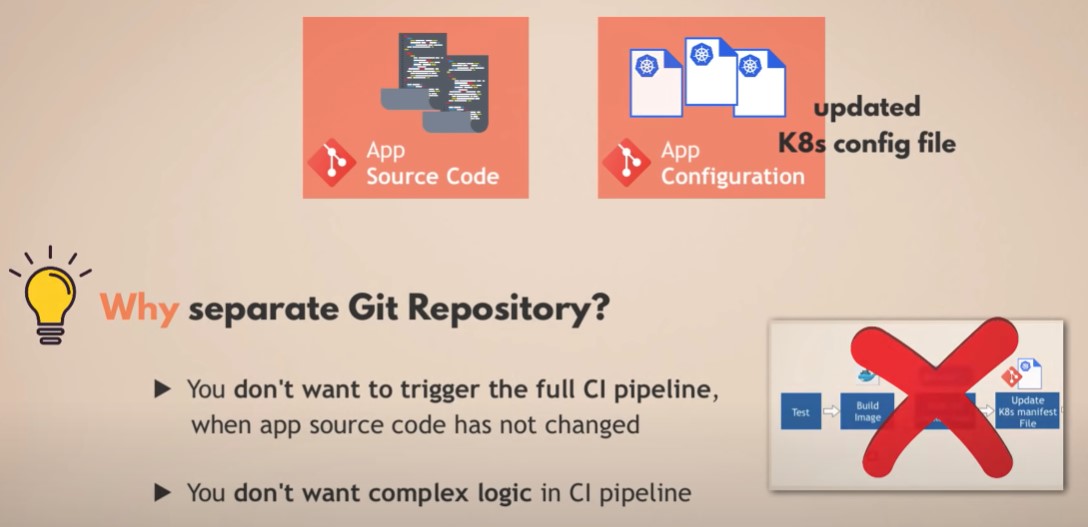 App
Source Code
App
Configuration
updated
K8s config file
Why separate Git Repository?
You don't want to trigger the full CI pipeline,
when app source code has not changed
You don't want complex logic in CI pipeline
Test
Build
Image
Update
K8s manifest
File